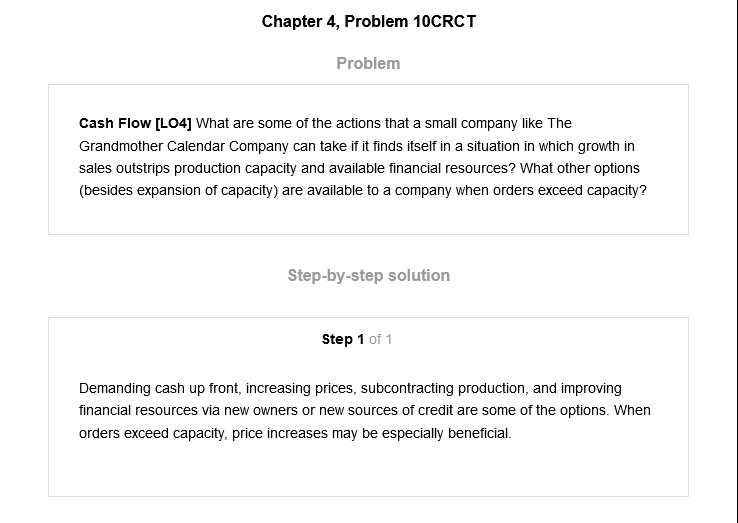 Chapter 4, Problem 10CRCT
Problem
Cash Flow [LO4] What are some of the actions that a small company like The
Grandmother Calendar Company can take if it finds itself in a situation in which growth in
sales outstrips production capacity and available financial resources? What other options
(besides expansion of capacity) are available to a company when orders exceed capacity?
Step-by-step solution
Step 1 of 1
Demanding cash up front, increasing prices, subcontracting production, and improving
financial resources via new owners or new sources of credit are some of the options. When
orders exceed capacity, price increases may be especially beneficial.